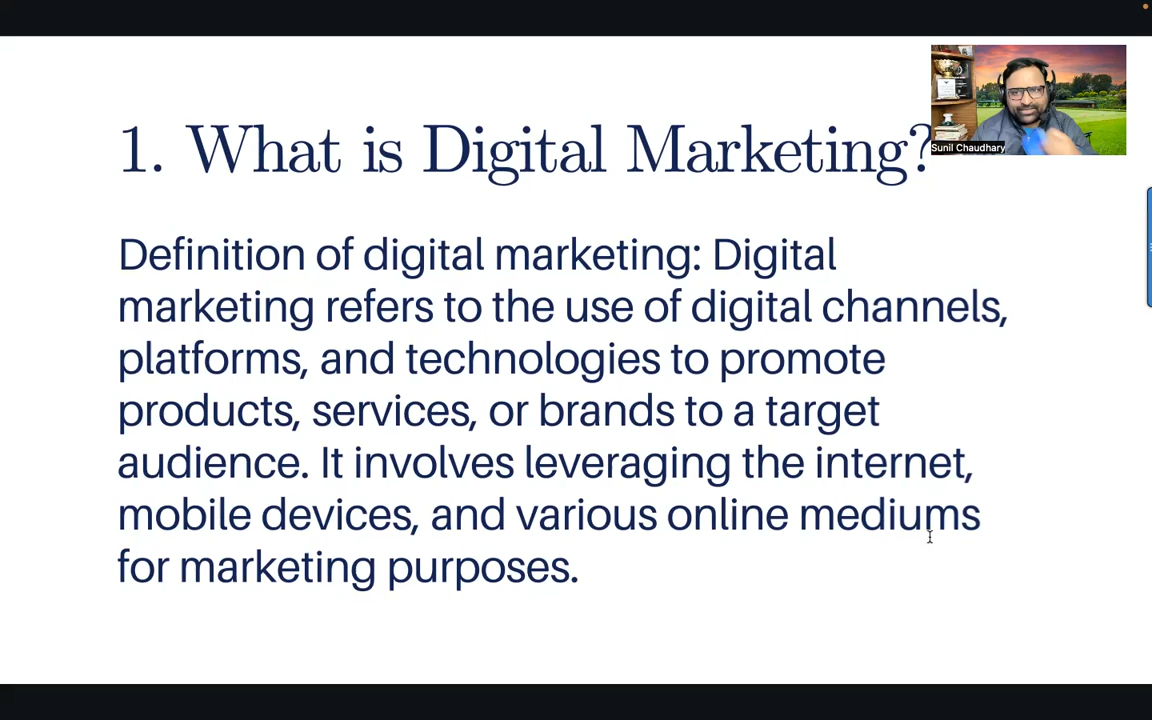 1. What is Digital Marketing?
Sunil Chaudhary
Definition of digital marketing: Digital
marketing refers to the use of digital channels,
platforms, and technologies to promote
products, services, or brands to a target
audience. It involves leveraging the internet,
mobile devices, and various online mediums
for marketing purposes.